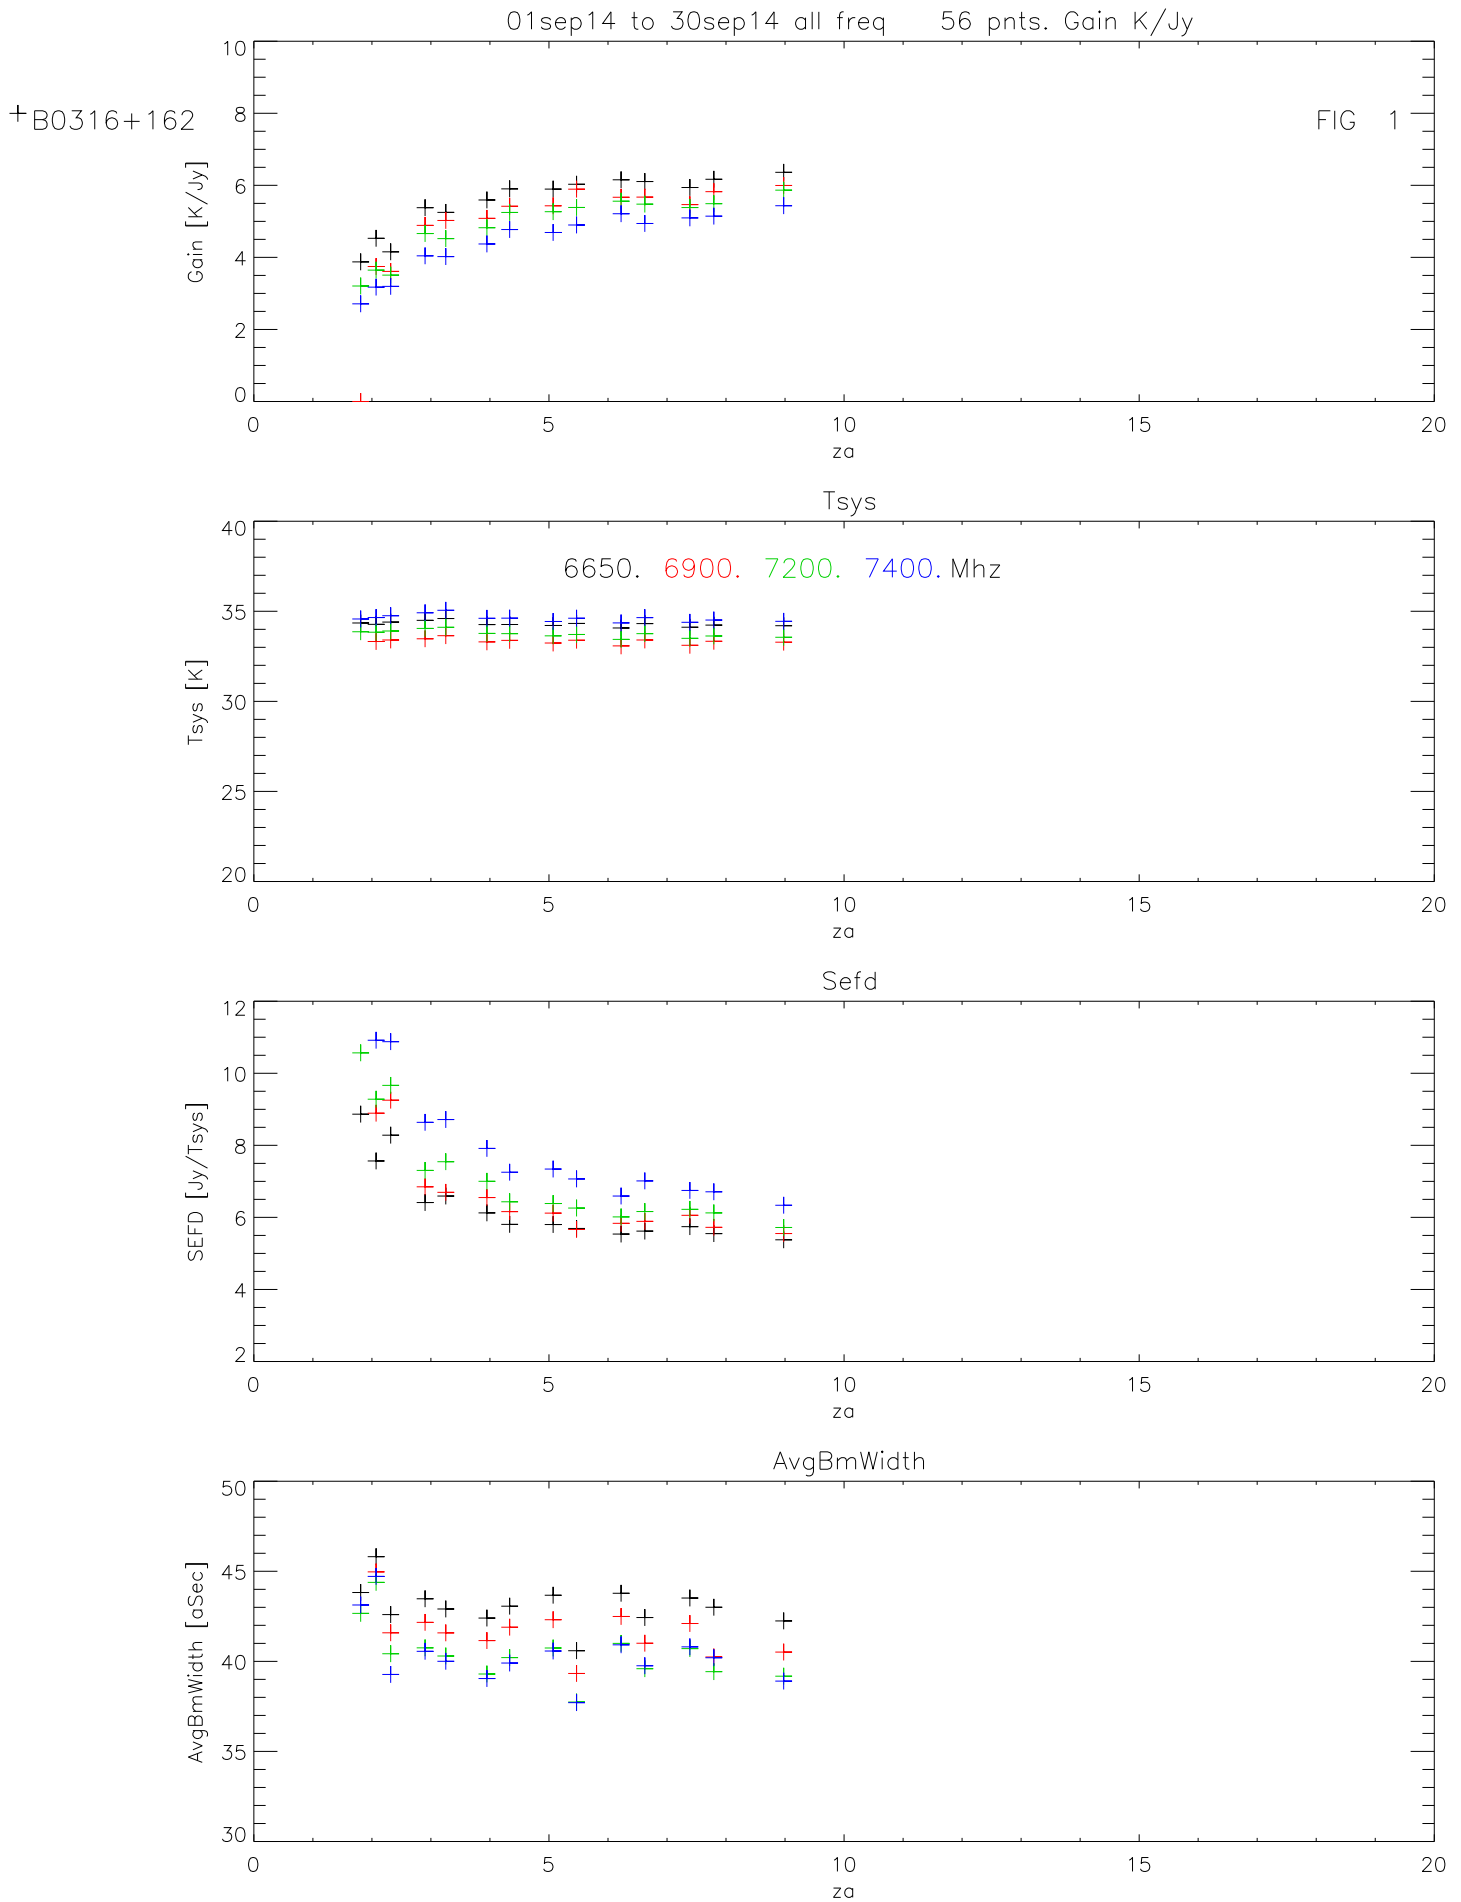 01sep14 to 30sep14 all freq 56 pnts. Gain K/Jy
+B0316+162
FIG 1
Gain [K/Jy]
10
8
6
4
2
0
0 5 10 15 20
za
Tsys
6650. 6900. 7200. 7400. Mhz
Tsys [K]
40
35
30
25
20
0 5 10 15 20
za
Sefd
SEFD [Jy/Tsys]
12
10
8
6
4
2
0 5 10 15 20
za
AvgBmWidth
AvgBmWidth [aSec]
50
45
40
35
30
0 5 10 15 20
za